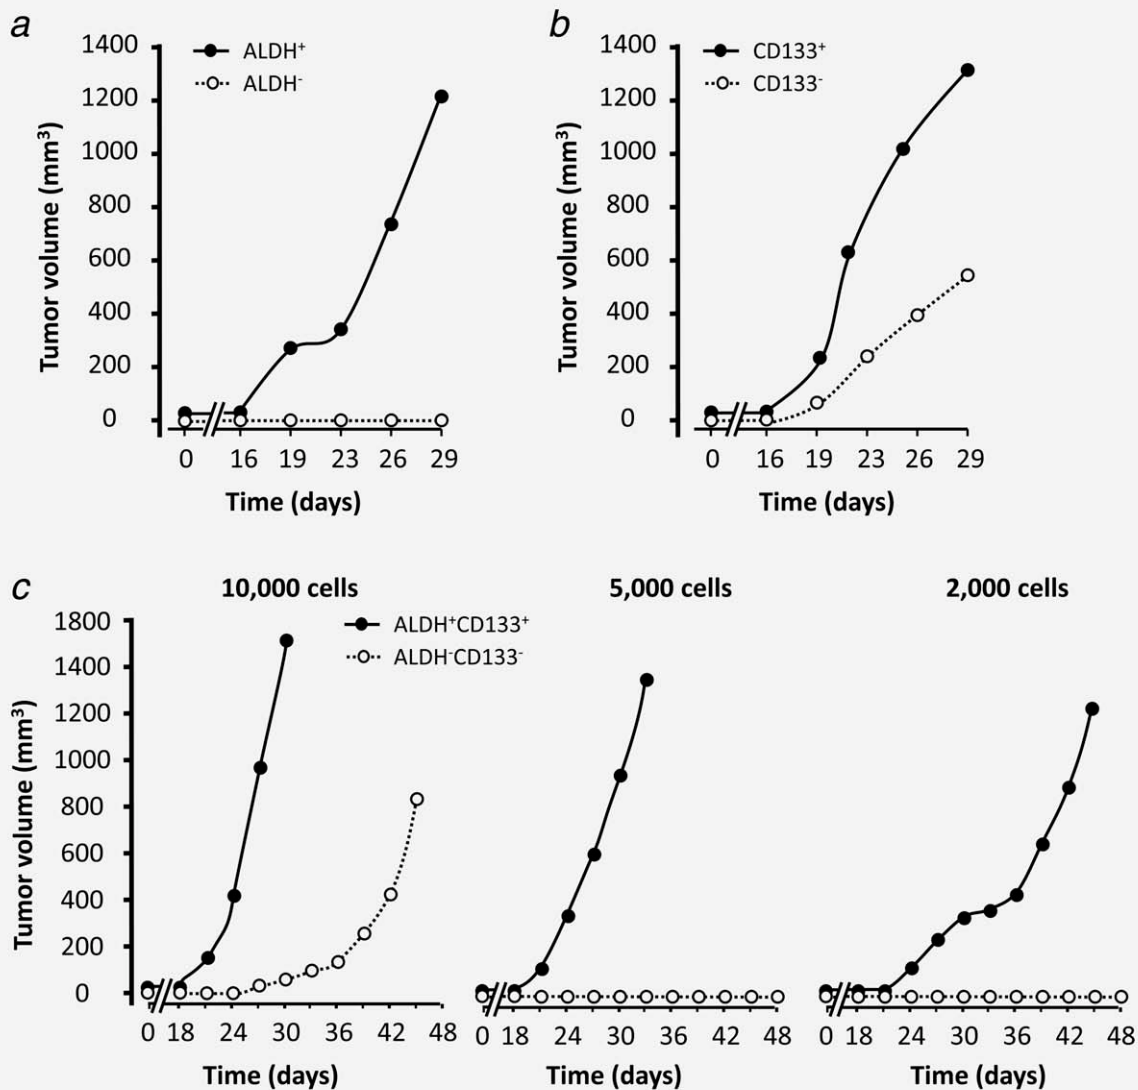 a
b
1400
1200
1000
800
600
400
200
0
Tumor volume (mm³)
ALDH⁺
ALDH⁻
0 16 19 23 26 29
Time (days)
1400
1200
1000
800
600
400
200
0
Tumor volume (mm³)
CD133⁺
CD133⁻
0 16 19 23 26 29
Time (days)
c
10,000 cells
5,000 cells
2,000 cells
1800
1400
1400
1200
1000
800
600
400
200
0
Tumor volume (mm³)
ALDH⁺CD133⁺
ALDH⁻CD133⁻
0 18 24 30 36 42 48
Time (days)
0 18 24 30 36 42 48
Time (days)
0 18 24 30 36 42 48
Time (days)